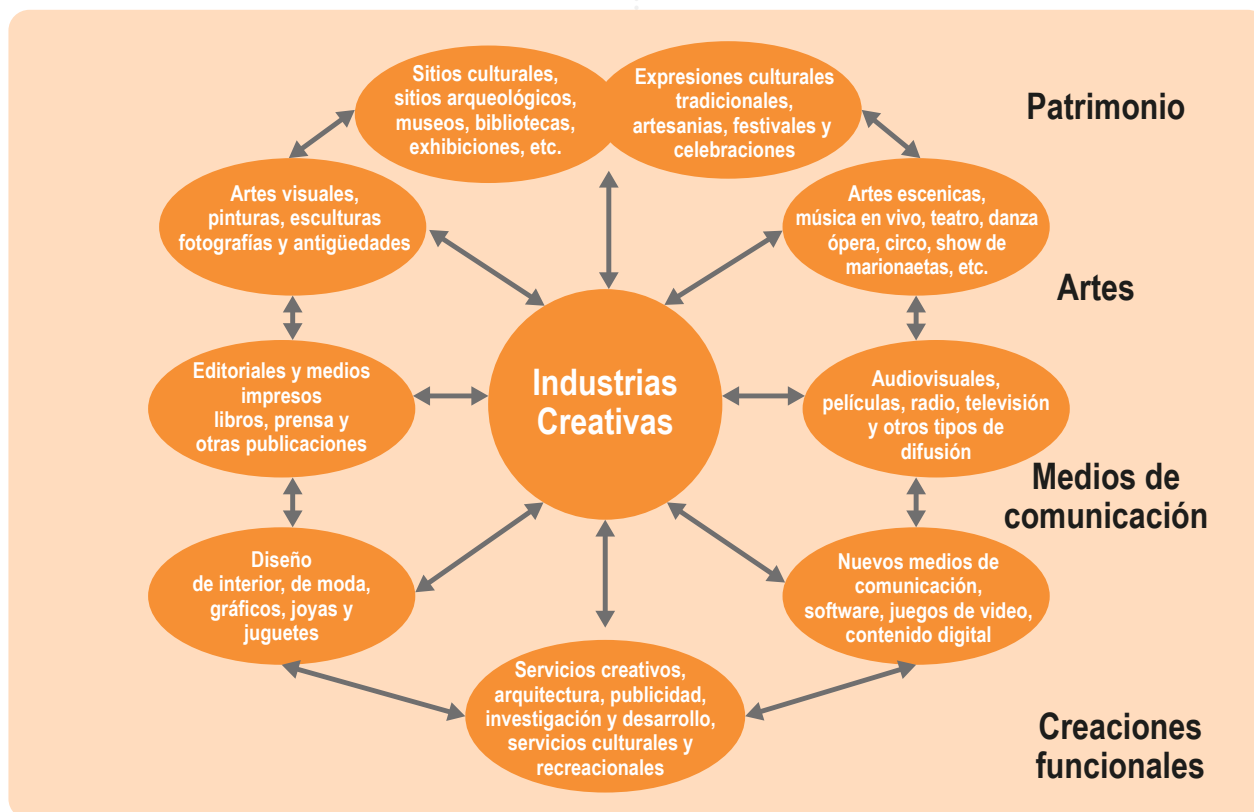 Sitios culturales,
sitios arqueológicos,
museos, bibliotecas,
exhibiciones, etc.
Expresiones culturales
tradicionales,
artesanias, festivales y
celebraciones
Patrimonio
Artes visuales,
pinturas, esculturas
fotografías y antigüedades
Artes escenicas,
música en vivo, teatro, danza
ópera, circo, show de
marionaetas, etc.
Artes
Editoriales y medios
impresos
libros, prensa y
otras publicaciones
Industrias
Creativas
Audiovisuales,
películas, radio, televisión
y otros tipos de
difusión
Medios de
comunicación
Diseño
de interior, de moda,
gráficos, joyas y
juguetes
Nuevos medios de
comunicación,
software, juegos de video,
contenido digital
Servicios creativos,
arquitectura, publicidad,
investigación y desarrollo,
servicios culturales y
recreacionales
Creaciones
funcionales